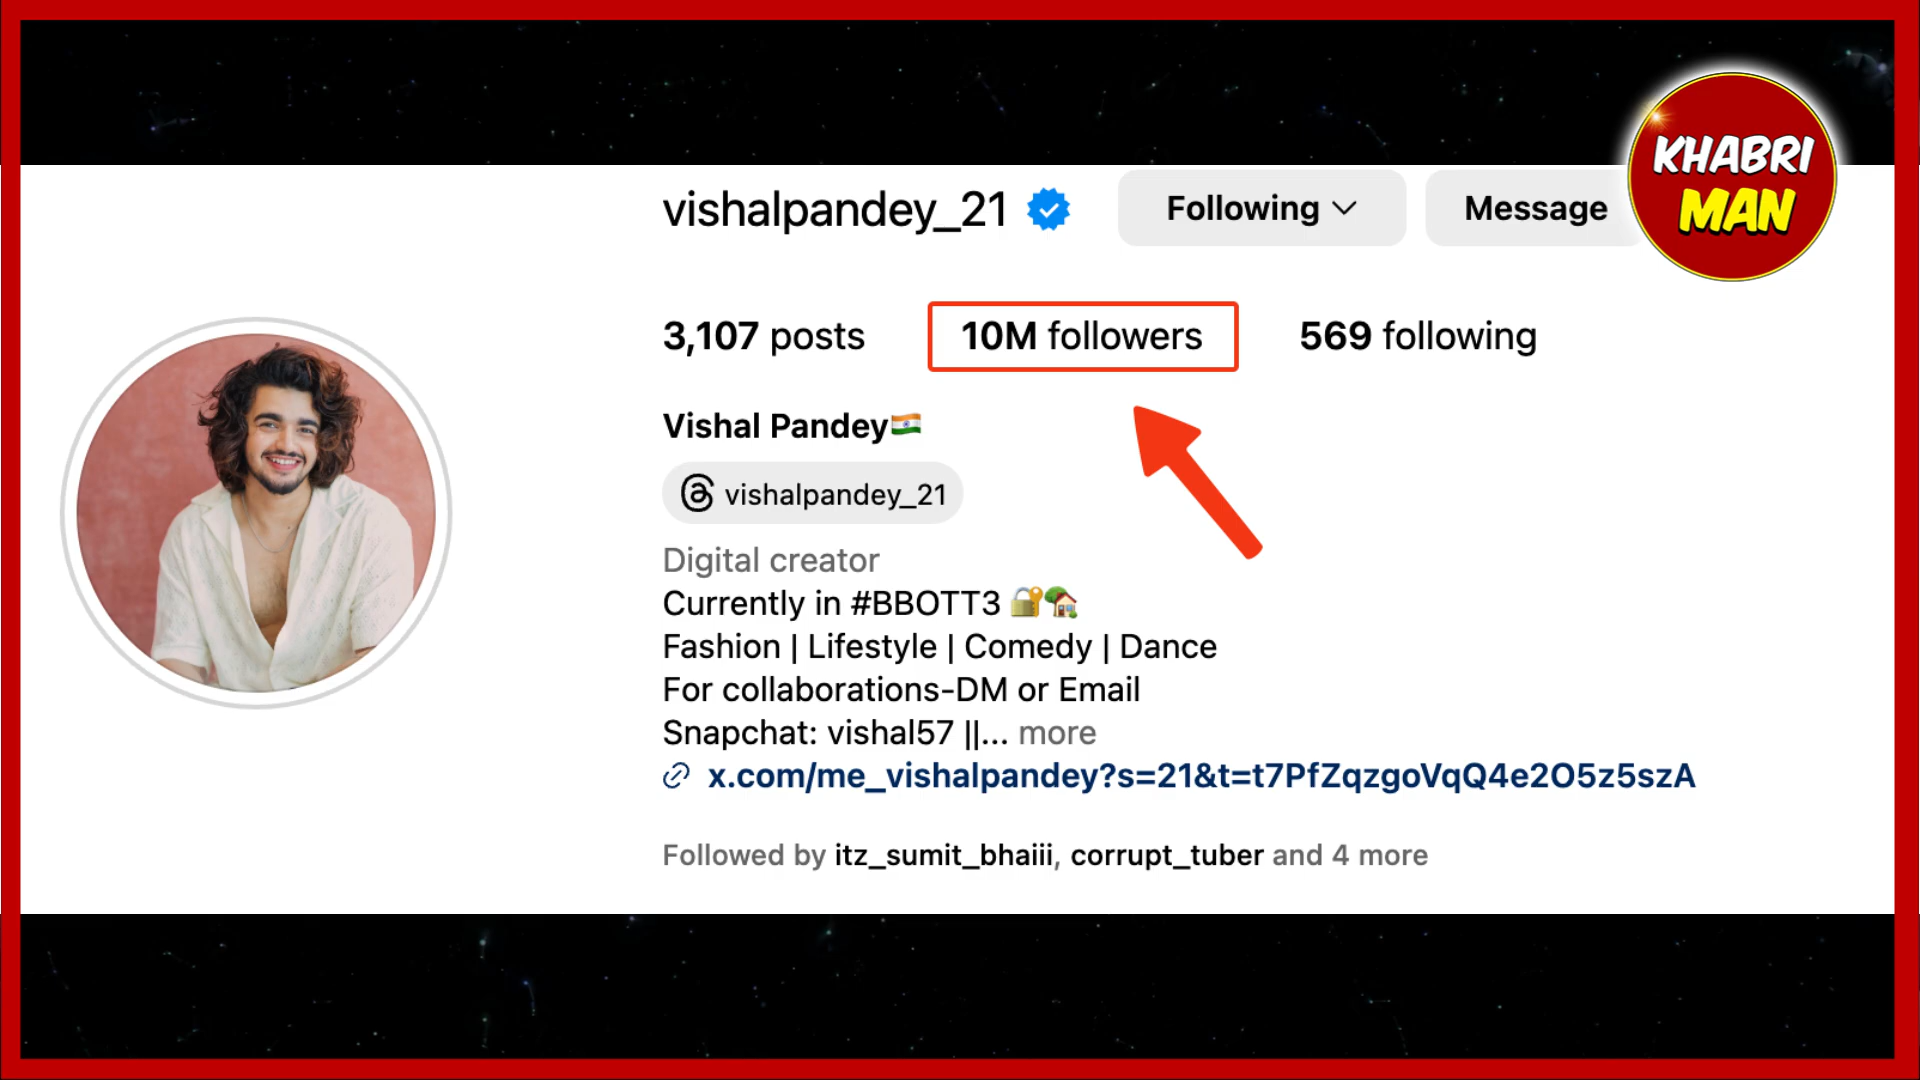 KHABRI
MAN
vishalpandey_21
Following
Message
3,107 posts
10M followers
569 following
Vishal Pandey🇮🇳
vishalpandey_21
Digital creator
Currently in #BBOTT3 🔐🏡
Fashion | Lifestyle | Comedy | Dance
For collaborations-DM or Email
Snapchat: vishal57 ||... more
x.com/me_vishalpandey?s=21&t=t7PfZqzgoVqQ4e2O5z5szA
Followed by itz_sumit_bhaiii, corrupt_tuber and 4 more